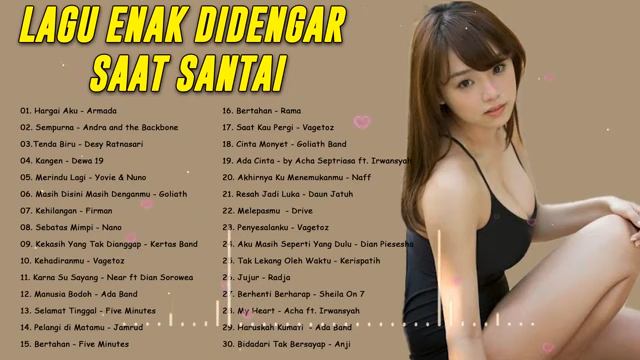 LAGU ENAK DIDENGAR
SAAT SANTAI
01. Hargai Aku - Armada
02. Sempurna - Andra and the Backbone
03.Tenda Biru - Desy Ratnasari
04. Kangen - Dewa 19
05. Merindu Lagi - Yovie & Nuno
06. Masih Disini Masih Denganmu - Goliath
07. Kehilangan - Firman
08. Sebatas Mimpi - Nano
09. Kekasih Yang Tak Dianggap - Kertas Band
10. Kehadiranmu - Vagetoz
11. Karna Su Sayang - Near ft Dian Sorowea
12. Manusia Bodoh - Ada Band
13. Selamat Tinggal - Five Minutes
14. Pelangi di Matamu - Jamrud
15. Bertahan - Five Minutes
16. Bertahan - Rama
17. Saat Kau Pergi - Vagetoz
18. Cinta Monyet - Goliath Band
19. Ada Cinta - by Acha Septriasa ft. Irwansyah
20. Akhirnya Ku Menemukanmu - Naff
21. Resah Jadi Luka - Daun Jatuh
22. Melepasmu - Drive
23. Penyesalanku - Vagetoz
24. Aku Masih Seperti Yang Dulu - Dian Piesesha
25. Tak Lekang Oleh Waktu - Kerispatih
26. Jujur - Radja
27. Berhenti Berharap - Sheila On 7
28. My Heart - Acha ft. Irwansyah
29. Haruskah Kumati - Ada Band
30. Bidadari Tak Bersayap - Anji